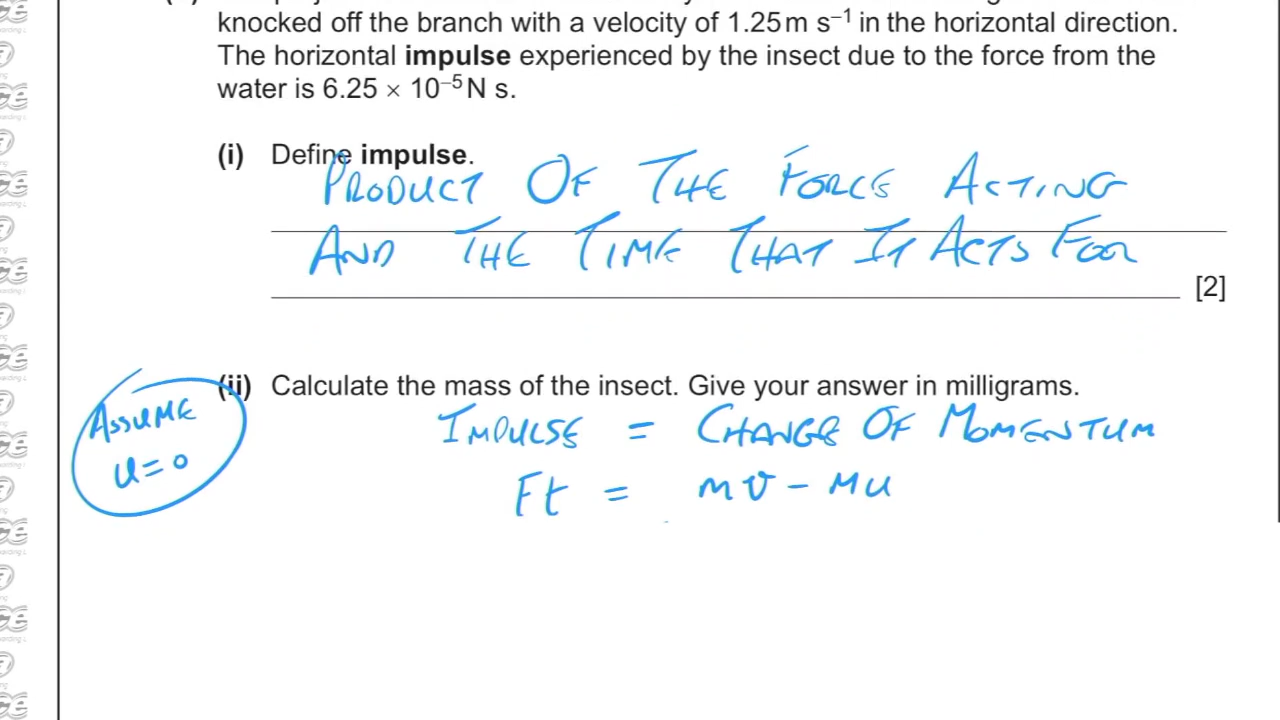 knocked off the branch with a velocity of 1.25 m s⁻¹ in the horizontal direction.
The horizontal impulse experienced by the insect due to the force from the
water is 6.25 × 10⁻⁵ N s.
(i) Define impulse.
PRODUCT OF THE FORCE ACTING
AND THE TIME THAT IT ACTS FOR
[2]
(ii) Calculate the mass of the insect. Give your answer in milligrams.
ASSUME
u = 0
IMPULSE = CHANGE OF MOMENTUM
Ft = mv - mu